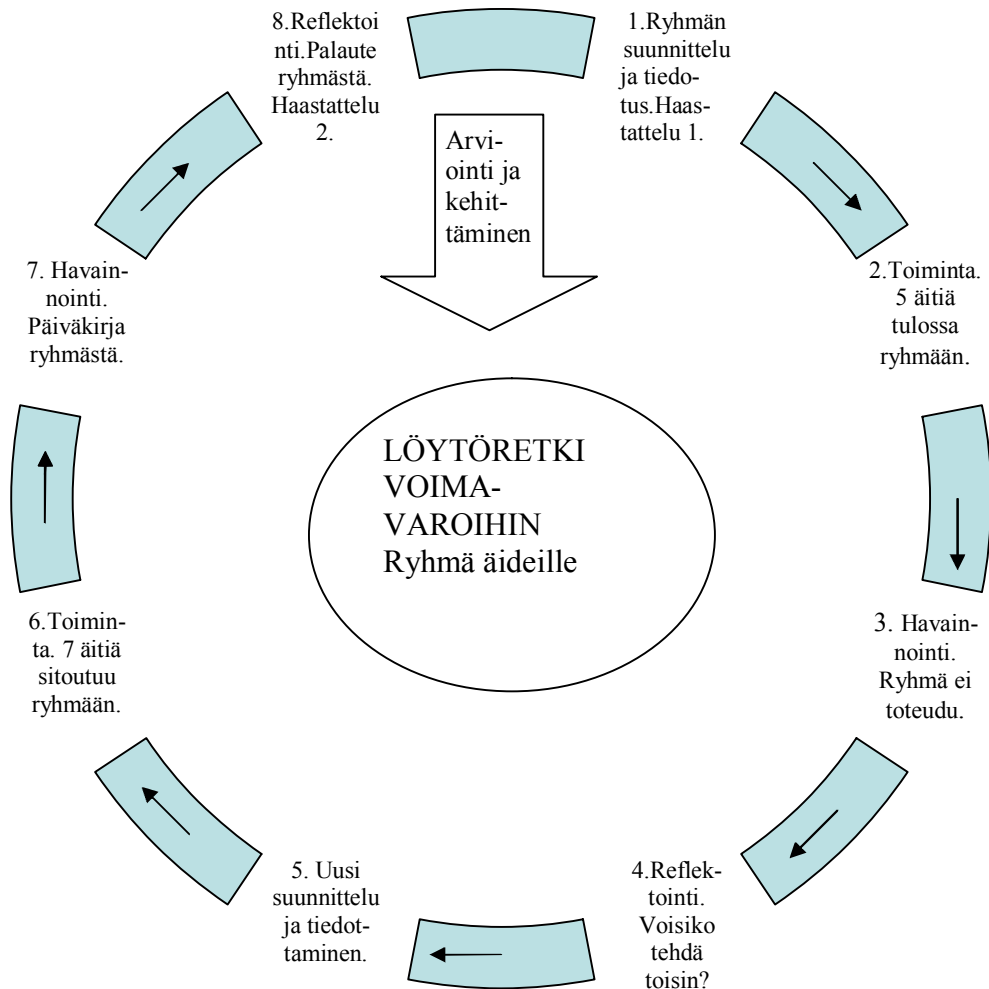 8.Reflektoi
nti.Palaute
ryhmästä.
Haastattelu
2.
1.Ryhmän
suunnittelu
ja tiedo-
tus.Haas-
tattelu 1.
Arvi-
ointi ja
kehit-
täminen
2.Toiminta.
5 äitiä
tulossa
ryhmään.
3. Havain-
nointi.
Ryhmä ei
toteudu.
4.Reflek-
tointi.
Voisiko
tehdä
toisin?
5. Uusi
suunnittelu
ja tiedot-
taminen.
6.Toimin-
ta. 7 äitiä
sitoutuu
ryhmään.
7. Havain-
nointi.
Päiväkirja
ryhmästä.
LÖYTÖRETKI
VOIMA-
VAROIHIN
Ryhmä äideille